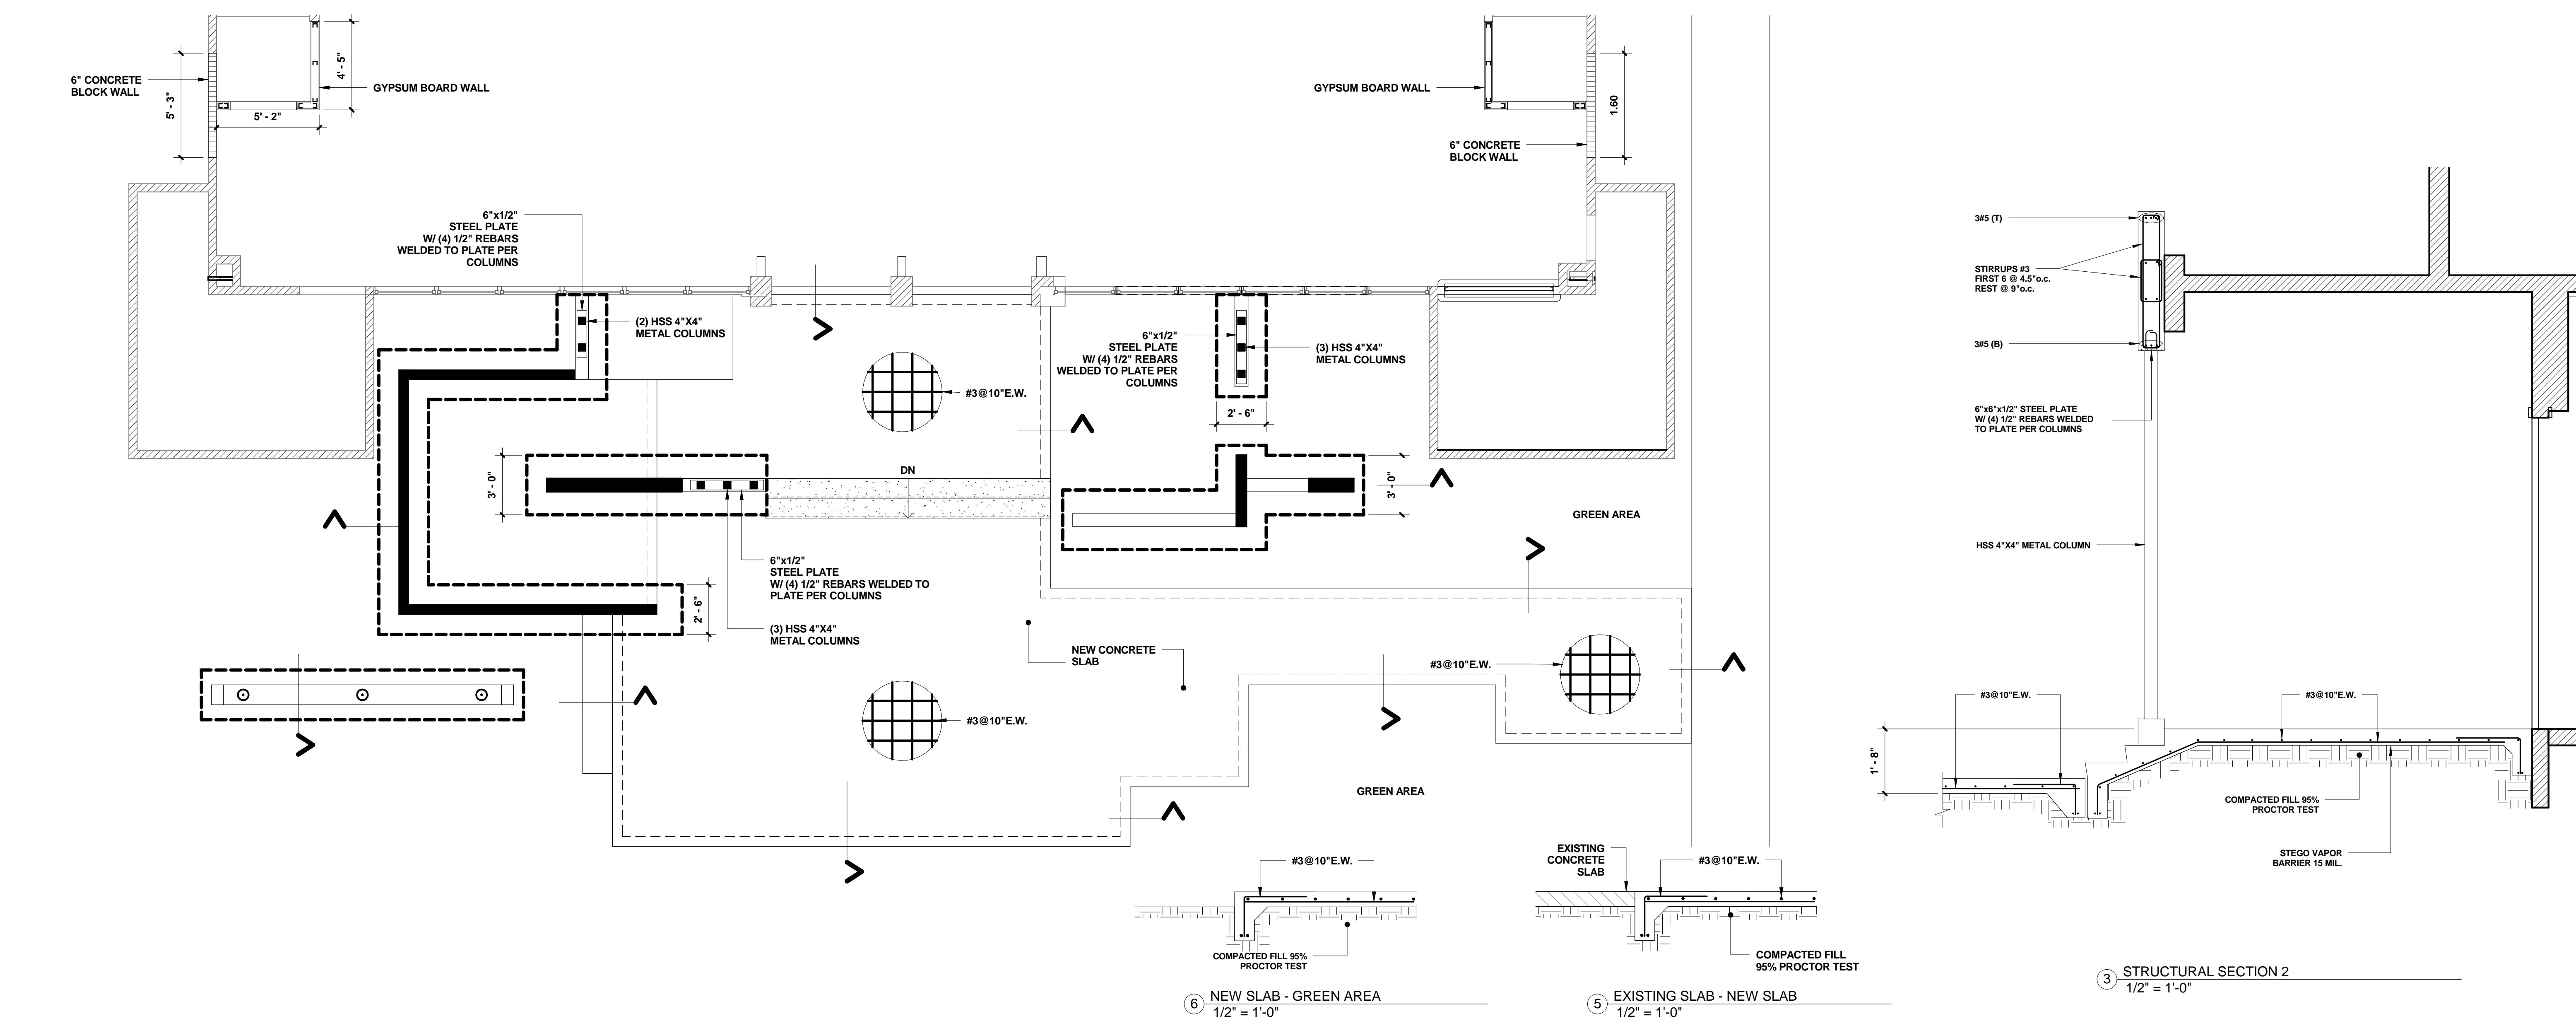 6" CONCRETE
BLOCK WALL
5' - 3"
4' - 5"
GYPSUM BOARD WALL
5' - 2"
GYPSUM BOARD WALL
1.60
6" CONCRETE
BLOCK WALL
6"x1/2"
STEEL PLATE
W/ (4) 1/2" REBARS
WELDED TO PLATE PER
COLUMNS
(2) HSS 4"X4"
METAL COLUMNS
6"x1/2"
STEEL PLATE
W/ (4) 1/2" REBARS
WELDED TO PLATE PER
COLUMNS
(3) HSS 4"X4"
METAL COLUMNS
#3@10"E.W.
2' - 6"
3' - 0"
DN
3' - 0"
GREEN AREA
6"x1/2"
STEEL PLATE
W/ (4) 1/2" REBARS WELDED TO
PLATE PER COLUMNS
(3) HSS 4"X4"
METAL COLUMNS
2' - 6"
NEW CONCRETE
SLAB
#3@10"E.W.
#3@10"E.W.
GREEN AREA
#3@10"E.W.
COMPACTED FILL 95%
PROCTOR TEST
6
NEW SLAB - GREEN AREA
1/2" = 1'-0"
EXISTING
CONCRETE
SLAB
#3@10"E.W.
COMPACTED FILL
95% PROCTOR TEST
5
EXISTING SLAB - NEW SLAB
1/2" = 1'-0"
3#5 (T)
STIRRUPS #3
FIRST 6 @ 4.5"o.c.
REST @ 9"o.c.
3#5 (B)
6"x6"x1/2" STEEL PLATE
W/ (4) 1/2" REBARS WELDED
TO PLATE PER COLUMNS
HSS 4"X4" METAL COLUMN
#3@10"E.W.
#3@10"E.W.
1' - 8"
COMPACTED FILL 95%
PROCTOR TEST
STEGO VAPOR
BARRIER 15 MIL.
3
STRUCTURAL SECTION 2
1/2" = 1'-0"